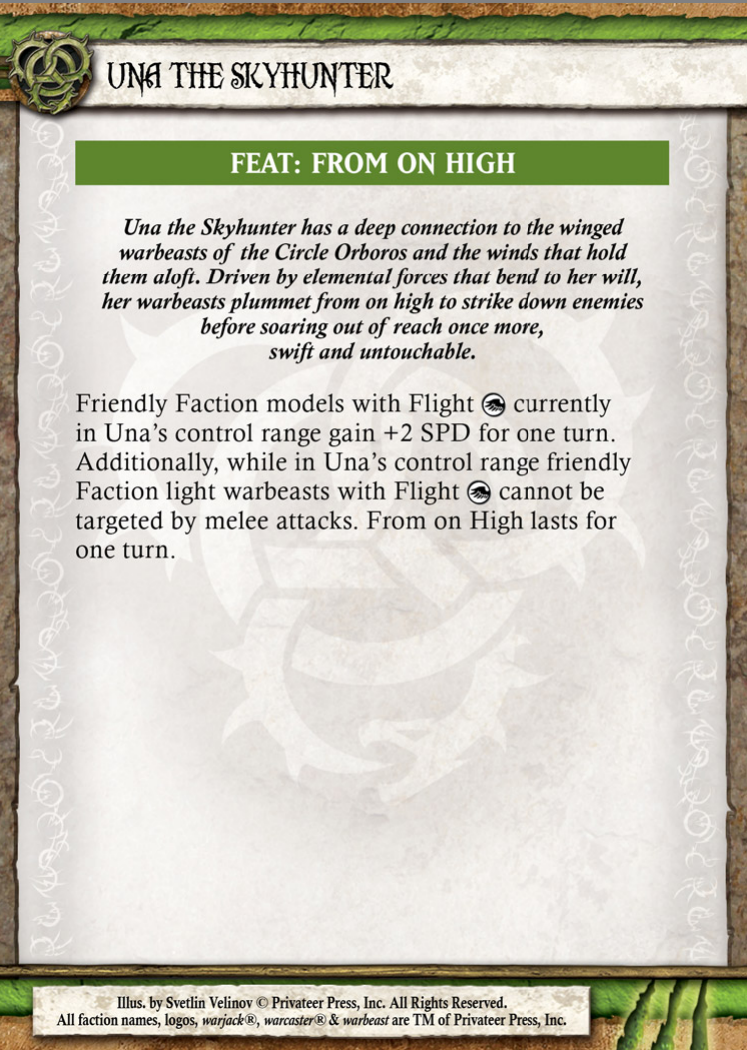 UNA THE SKYHUNTER
FEAT: FROM ON HIGH
Una the Skyhunter has a deep connection to the winged
warbeasts of the Circle Orboros and the winds that hold
them aloft. Driven by elemental forces that bend to her will,
her warbeasts plummet from on high to strike down enemies
before soaring out of reach once more,
swift and untouchable.
Friendly Faction models with Flight currently
in Una's control range gain +2 SPD for one turn.
Additionally, while in Una's control range friendly
Faction light warbeasts with Flight cannot be
targeted by melee attacks. From on High lasts for
one turn.
Illus. by Svetlin Velinov © Privateer Press, Inc. All Rights Reserved.
All faction names, logos, warjack®, warcaster® & warbeast are TM of Privateer Press, Inc.